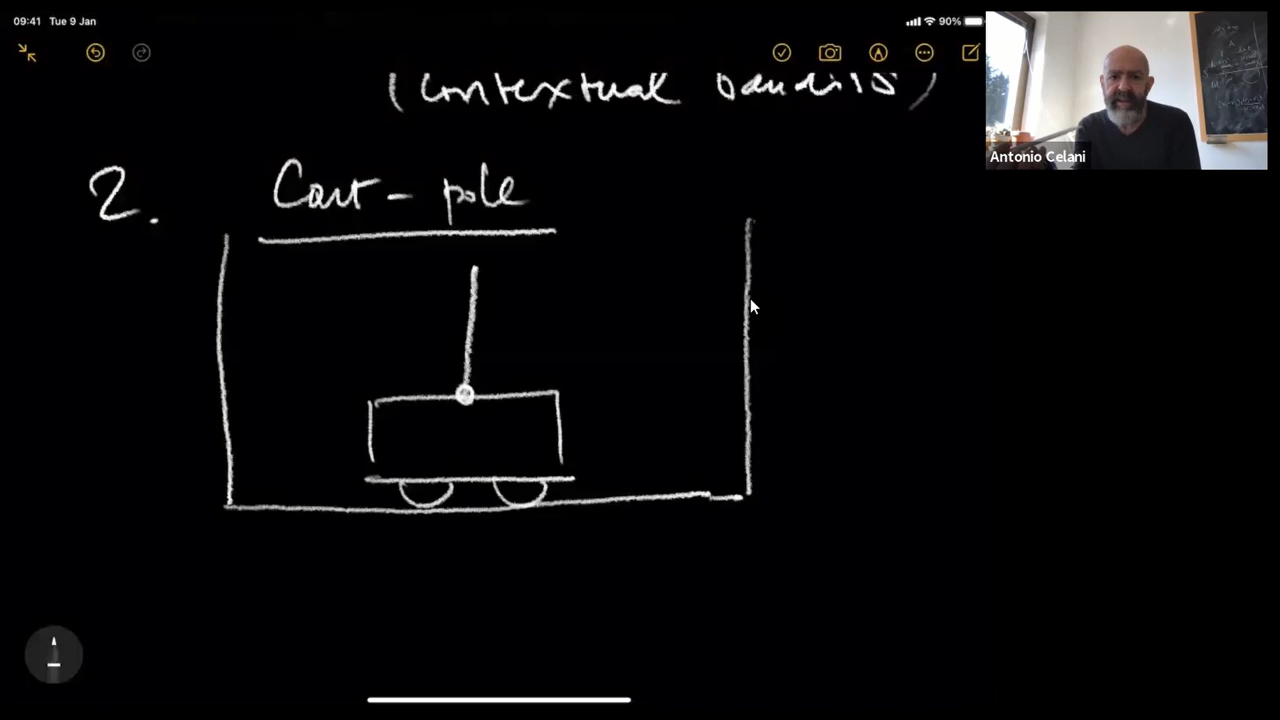 09:41 Tue 9 Jan 90%
(contextual bandits)
2. Cart-pole
Antonio Celani